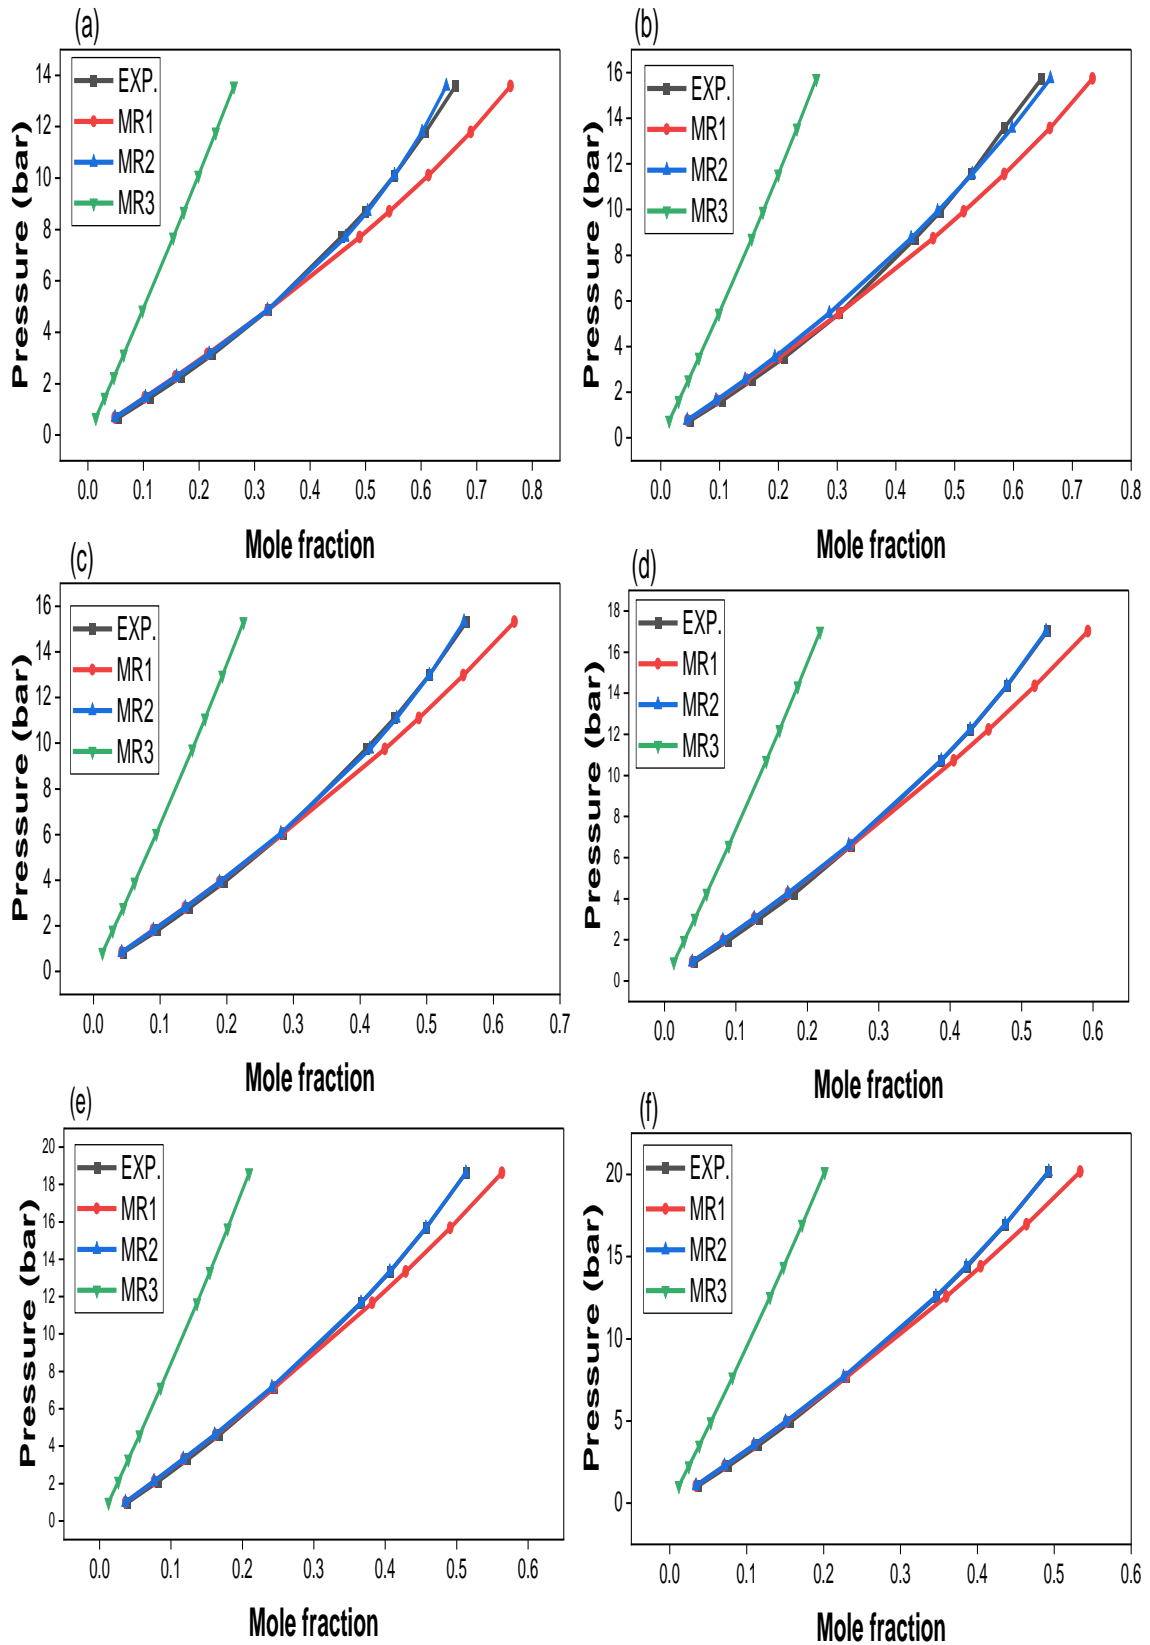 (a)
EXP.
MR1
MR2
MR3
14
12
10
8
6
4
2
0
Pressure (bar)
0.0 0.1 0.2 0.3 0.4 0.5 0.6 0.7 0.8
Mole fraction
(b)
EXP.
MR1
MR2
MR3
16
14
12
10
8
6
4
2
0
Pressure (bar)
0.0 0.1 0.2 0.3 0.4 0.5 0.6 0.7 0.8
Mole fraction
(c)
EXP.
MR1
MR2
MR3
16
14
12
10
8
6
4
2
0
Pressure (bar)
0.0 0.1 0.2 0.3 0.4 0.5 0.6 0.7
Mole fraction
(d)
EXP.
MR1
MR2
MR3
18
16
14
12
10
8
6
4
2
0
Pressure (bar)
0.0 0.1 0.2 0.3 0.4 0.5 0.6
Mole fraction
(e)
EXP.
MR1
MR2
MR3
20
18
16
14
12
10
8
6
4
2
0
Pressure (bar)
0.0 0.1 0.2 0.3 0.4 0.5 0.6
Mole fraction
(f)
EXP.
MR1
MR2
MR3
20
15
10
5
0
Pressure (bar)
0.0 0.1 0.2 0.3 0.4 0.5 0.6
Mole fraction